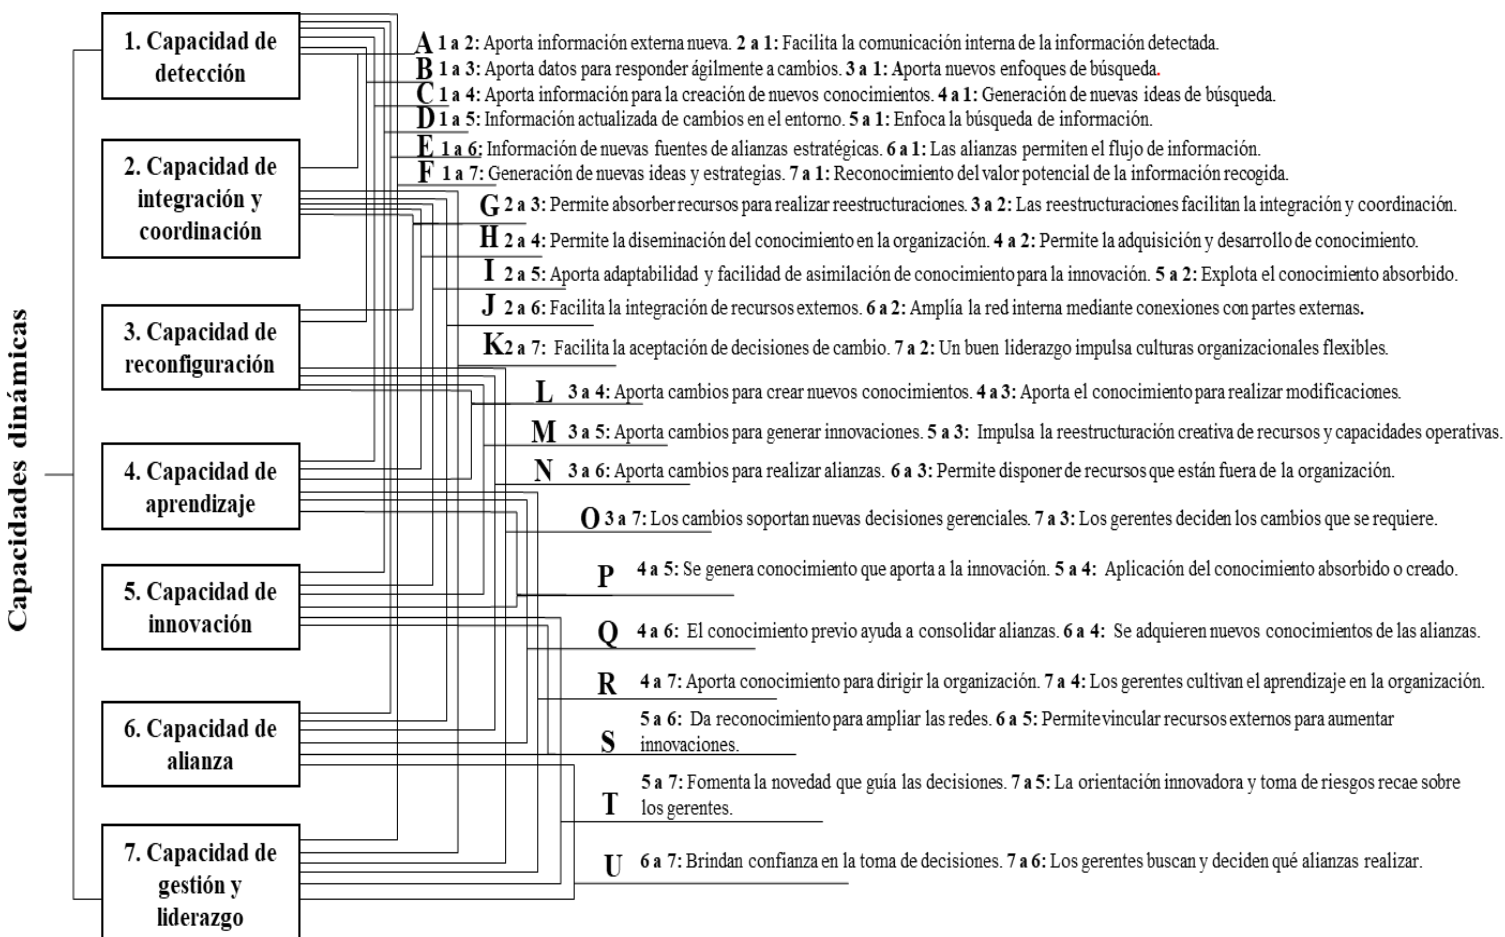 Capacidades dinámicas
1. Capacidad de
detección
2. Capacidad de
integración y
coordinación
3. Capacidad de
reconfiguración
4. Capacidad de
aprendizaje
5. Capacidad de
innovación
6. Capacidad de
alianza
7. Capacidad de
gestión y
liderazgo
A 1 a 2: Aporta información externa nueva. 2 a 1: Facilita la comunicación interna de la información detectada.
B 1 a 3: Aporta datos para responder ágilmente a cambios. 3 a 1: Aporta nuevos enfoques de búsqueda.
C 1 a 4: Aporta información para la creación de nuevos conocimientos. 4 a 1: Generación de nuevas ideas de búsqueda.
D 1 a 5: Información actualizada de cambios en el entorno. 5 a 1: Enfoca la búsqueda de información.
E 1 a 6: Información de nuevas fuentes de alianzas estratégicas. 6 a 1: Las alianzas permiten el flujo de información.
F 1 a 7: Generación de nuevas ideas y estrategias. 7 a 1: Reconocimiento del valor potencial de la información recogida.
G 2 a 3: Permite absorber recursos para realizar reestructuraciones. 3 a 2: Las reestructuraciones facilitan la integración y coordinación.
H 2 a 4: Permite la diseminación del conocimiento en la organización. 4 a 2: Permite la adquisición y desarrollo de conocimiento.
I 2 a 5: Aporta adaptabilidad y facilidad de asimilación de conocimiento para la innovación. 5 a 2: Explota el conocimiento absorbido.
J 2 a 6: Facilita la integración de recursos externos. 6 a 2: Amplía la red interna mediante conexiones con partes externas.
K 2 a 7: Facilita la aceptación de decisiones de cambio. 7 a 2: Un buen liderazgo impulsa culturas organizacionales flexibles.
L 3 a 4: Aporta cambios para crear nuevos conocimientos. 4 a 3: Aporta el conocimiento para realizar modificaciones.
M 3 a 5: Aporta cambios para generar innovaciones. 5 a 3: Impulsa la reestructuración creativa de recursos y capacidades operativas.
N 3 a 6: Aporta cambios para realizar alianzas. 6 a 3: Permite disponer de recursos que están fuera de la organización.
O 3 a 7: Los cambios soportan nuevas decisiones gerenciales. 7 a 3: Los gerentes deciden los cambios que se requiere.
P 4 a 5: Se genera conocimiento que aporta a la innovación. 5 a 4: Aplicación del conocimiento absorbido o creado.
Q 4 a 6: El conocimiento previo ayuda a consolidar alianzas. 6 a 4: Se adquieren nuevos conocimientos de las alianzas.
R 4 a 7: Aporta conocimiento para dirigir la organización. 7 a 4: Los gerentes cultivan el aprendizaje en la organización.
S 5 a 6: Da reconocimiento para ampliar las redes. 6 a 5: Permite vincular recursos externos para aumentar
innovaciones.
T 5 a 7: Fomenta la novedad que guía las decisiones. 7 a 5: La orientación innovadora y toma de riesgos recae sobre
los gerentes.
U 6 a 7: Brindan confianza en la toma de decisiones. 7 a 6: Los gerentes buscan y deciden qué alianzas realizar.